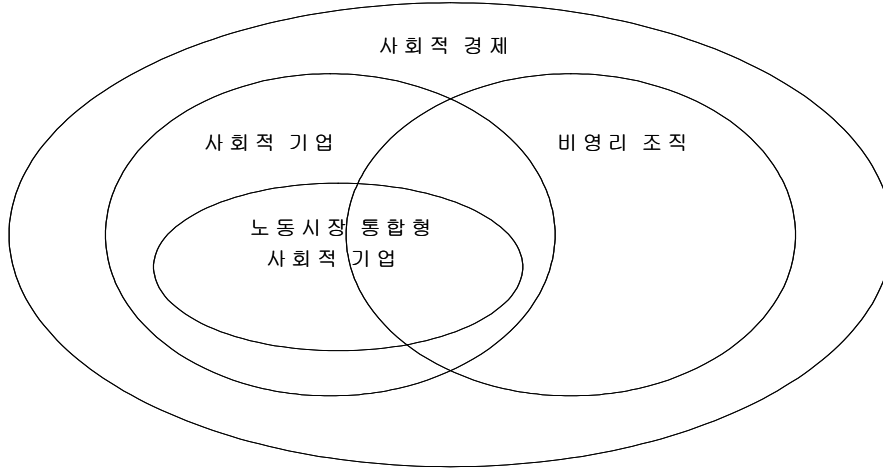 사회적 경제
사회적 기업
비영리 조직
노동시장 통합형
사회적 기업